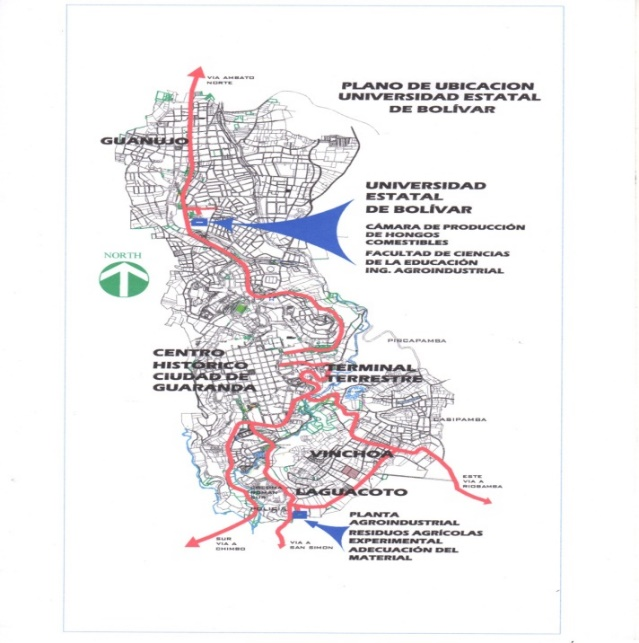 VIA AMBATO
NORTE
PLANO DE UBICACION
UNIVERSIDAD ESTATAL
DE BOLÍVAR
GUANUJO
UNIVERSIDAD
ESTATAL
DE BOLÍVAR
CÁMARA DE PRODUCCIÓN
DE HONGOS
COMESTIBLES
FACULTAD DE CIENCIAS
DE LA EDUCACIÓN
ING. AGROINDUSTRIAL
NORTH
CENTRO
HISTÓRICO
CIUDAD DE
GUARANDA
TERMINAL
TERRESTRE
VINCHOA
LAGUACOTO
ESTE
VIA A
RIOBAMBA
SUR
VIA A
CHIMBO
VIA A
SAN SIMON
PLANTA
AGROINDUSTRIAL
RESIDUOS AGRÍCOLAS
EXPERIMENTAL
ADECUACIÓN DEL
MATERIAL